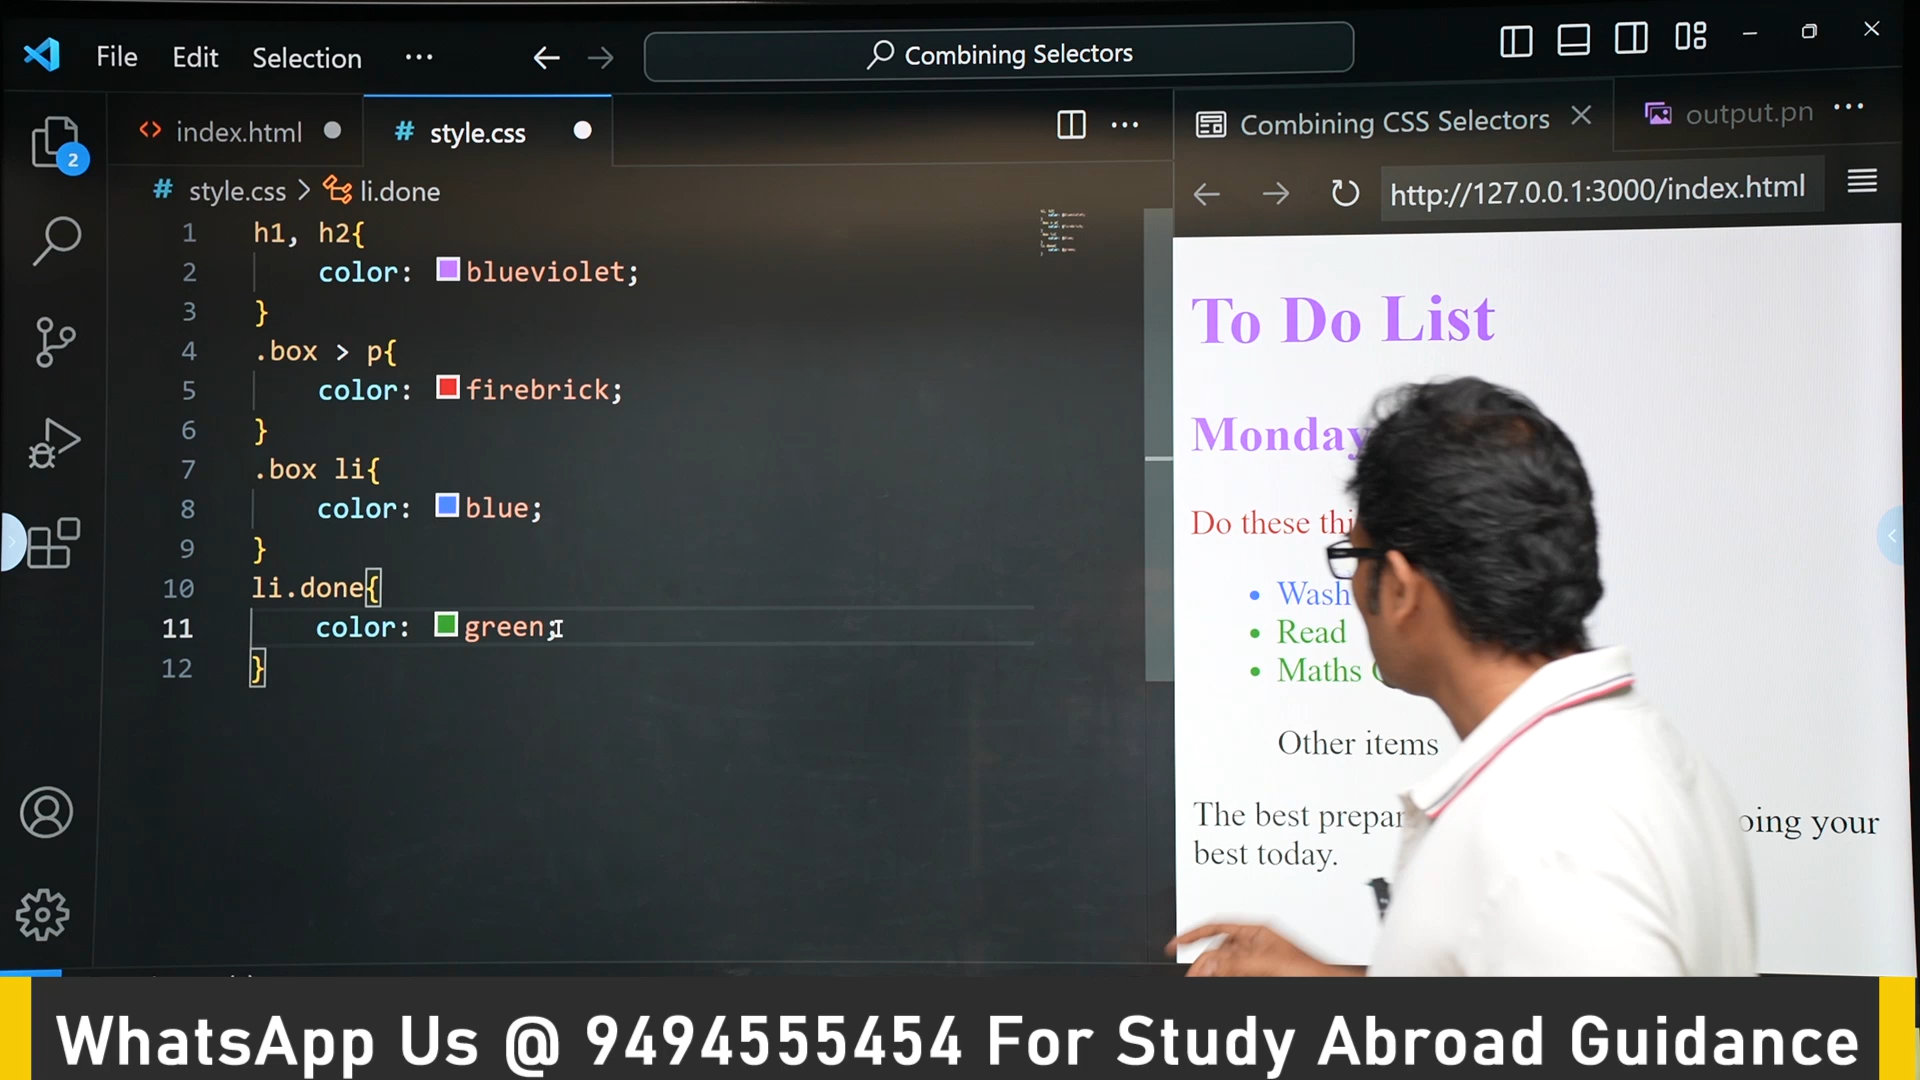 File Edit Selection ...
Combining Selectors
index.html
# style.css
Combining CSS Selectors
output.pn
...
2
# style.css > li.done
http://127.0.0.1:3000/index.html
1 h1, h2{
2 color: blueviolet;
3 }
4 .box > p{
5 color: firebrick;
6 }
7 .box li{
8 color: blue;
9 }
10 li.done{
11 color: green;
12 }
To Do List
Monday
Do these thi
• Wash
• Read
• Maths
Other items
The best prepar oing your
best today.
WhatsApp Us @ 9494555454 For Study Abroad Guidance